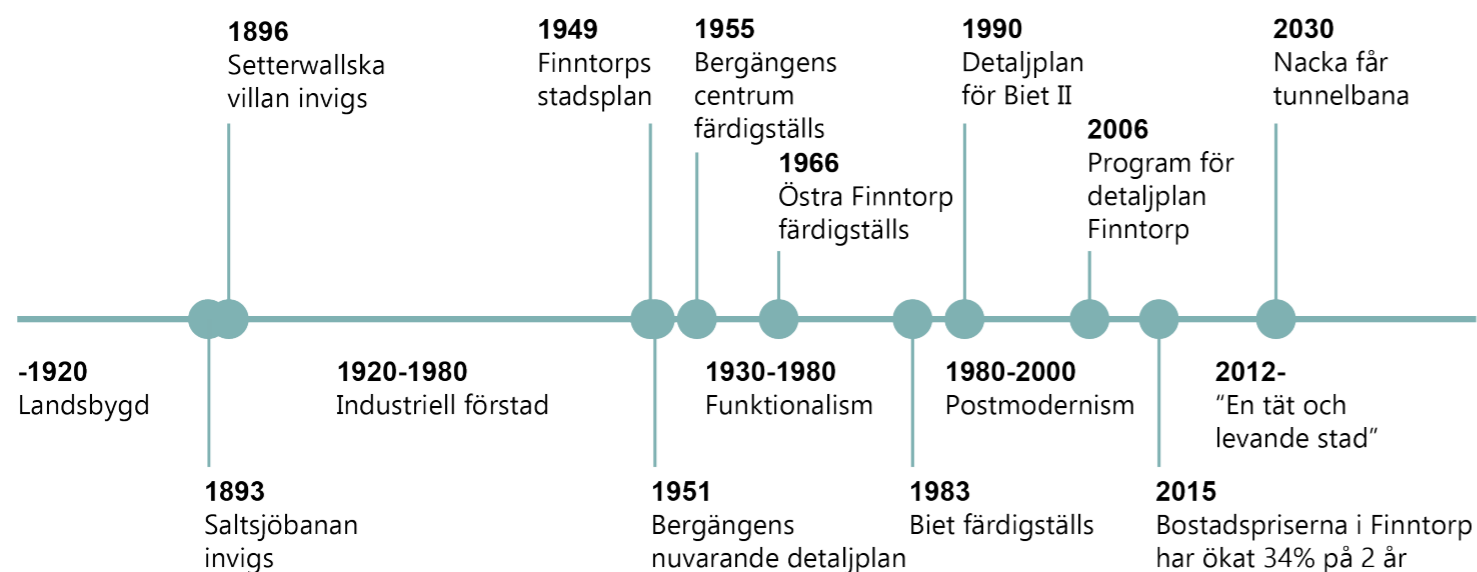 1896
Setterwallska
villan invigs
1949
Finntorps
stadsplan
1955
Bergängens
centrum
färdigställs
1966
Östra Finntorp
färdigställs
1990
Detaljplan
för Biet II
2006
Program för
detaljplan
Finntorp
2030
Nacka får
tunnelbana
-1920
Landsbygd
1920-1980
Industriell förstad
1930-1980
Funktionalism
1980-2000
Postmodernism
2012-
“En tät och
levande stad”
1893
Saltsjöbanan
invigs
1951
Bergängens
nuvarande detaljplan
1983
Biet färdigställs
2015
Bostadspriserna i Finntorp
har ökat 34% på 2 år